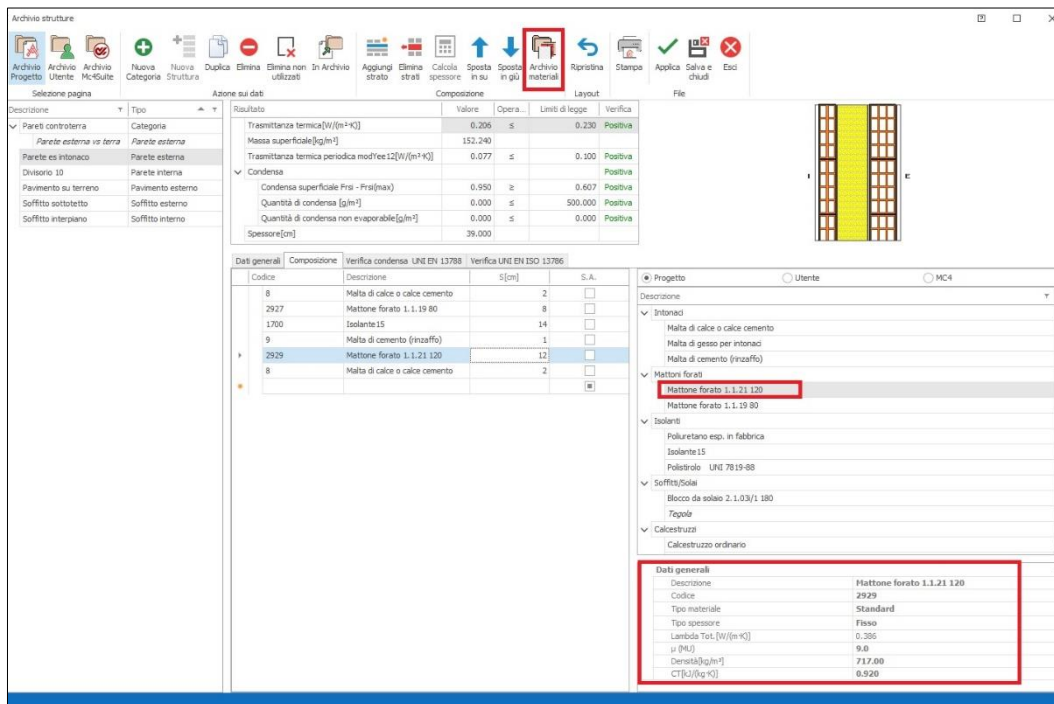 Archivio strutture
Archivio Progetto Archivio Utente Archivio Mc4Suite Nuova Categoria Nuova Struttura Duplica Elimina Elimina non utilizzati In Archivio Aggiungi strato Elimina strati Calcola spessore Sposta in su Sposta in giù Archivio materiali Ripristina Stampa Applica Salva e chiudi Esci
Selezione pagina Azione sui dati Composizione Layout File
Descrizione Tipo
Pareti controterra Categoria
Parete esterna vs terra Parete esterna
Parete es intonaco Parete esterna
Divisorio 10 Parete interna
Pavimento su terreno Pavimento esterno
Soffitto sottotetto Soffitto esterno
Soffitto interpiano Soffitto interno
Risultato Valore Opera... Limiti di legge Verifica
Trasmittanza termica[W/(m²·K)] 0.206 ≤ 0.230 Positiva
Massa superficiale[kg/m²] 152.240
Trasmittanza termica periodica modYee12[W/(m²·K)] 0.077 ≤ 0.100 Positiva
Condensa Positiva
Condensa superficiale Frsi - Frsi(max) 0.950 ≥ 0.607 Positiva
Quantità di condensa [g/m²] 0.000 ≤ 500.000 Positiva
Quantità di condensa non evaporabile[g/m²] 0.000 ≤ 0.000 Positiva
Spessore[cm] 39.000
I E
Dati generali Composizione Verifica condensa UNI EN 13788 Verifica UNI EN ISO 13786
Codice Descrizione S[cm] S.A.
8 Malta di calce o calce cemento 2
2927 Mattone forato 1.1.19 80 8
1700 Isolante15 14
9 Malta di cemento (rinzaffo) 1
2929 Mattone forato 1.1.21 120 12
8 Malta di calce o calce cemento 2
Progetto Utente MC4
Descrizione
Intonaci
Malta di calce o calce cemento
Malta di gesso per intonaci
Malta di cemento (rinzaffo)
Mattoni forati
Mattone forato 1.1.21 120
Mattone forato 1.1.19 80
Isolanti
Poliuretano esp. in fabbrica
Isolante15
Polistirolo UNI 7819-88
Soffitti/Solai
Blocco da solaio 2.1.03i/1 180
Tegola
Calcestruzzi
Calcestruzzo ordinario
Dati generali
Descrizione Mattone forato 1.1.21 120
Codice 2929
Tipo materiale Standard
Tipo spessore Fisso
Lambda Tot.[W/(m·K)] 0.386
μ (MU) 9.0
Densità[kg/m³] 717.00
CT[kJ/(kg·K)] 0.920